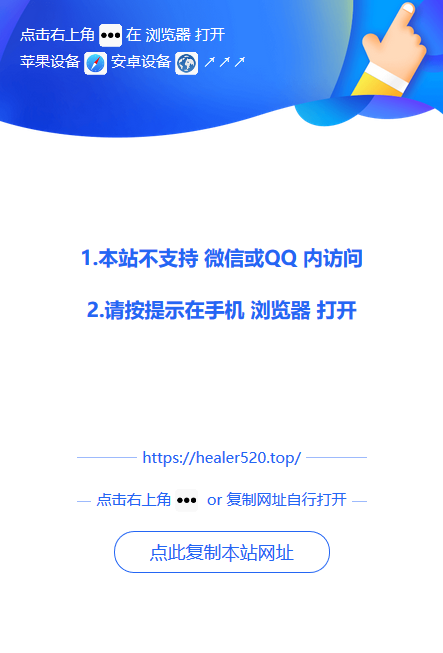 点击右上角 ••• 在 浏览器 打开
苹果设备 安卓设备 ↗↗↗
1.本站不支持 微信或QQ 内访问
2.请按提示在手机 浏览器 打开
https://healer520.top/
点击右上角 ••• or 复制网址自行打开
点此复制本站网址